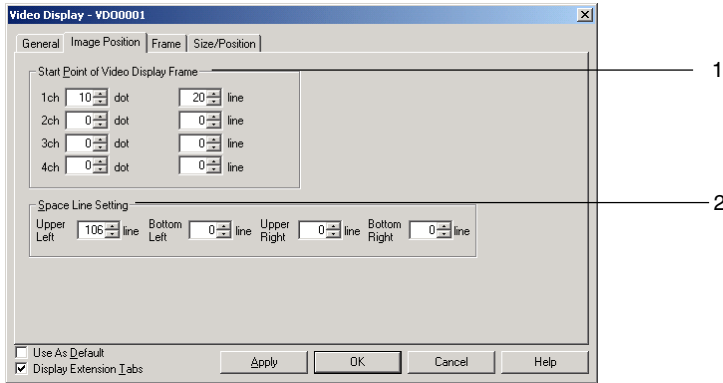 Video Display - VDO0001
General Image Position Frame Size/Position
Start Point of Video Display Frame 1
1ch 10 dot 20 line
2ch 0 dot 0 line
3ch 0 dot 0 line
4ch 0 dot 0 line
Space Line Setting 2
Upper Left 106 line Bottom Left 0 line Upper Right 0 line Bottom Right 0 line
Use As Default
Display Extension Tabs
Apply OK Cancel Help